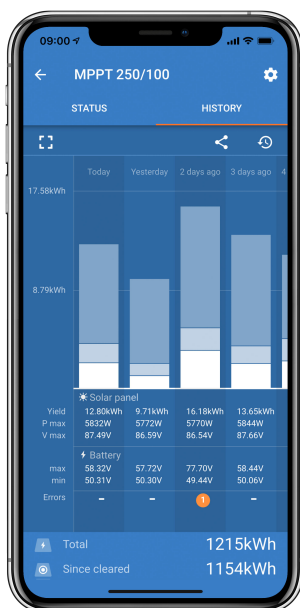 09:00
MPPT 250/100
STATUS HISTORY
Today Yesterday 2 days ago 3 days ago 4
17.58kWh
8.79kWh
Solar panel
Yield 12.80kWh 9.71kWh 16.18kWh 13.65kWh
P max 5832W 5772W 5770W 5844W
V max 87.49V 86.59V 86.54V 87.66V
Battery
max 58.32V 57.72V 77.70V 58.44V
min 50.31V 50.30V 49.44V 50.06V
Errors – – 1 –
Total 1215kWh
Since cleared 1154kWh